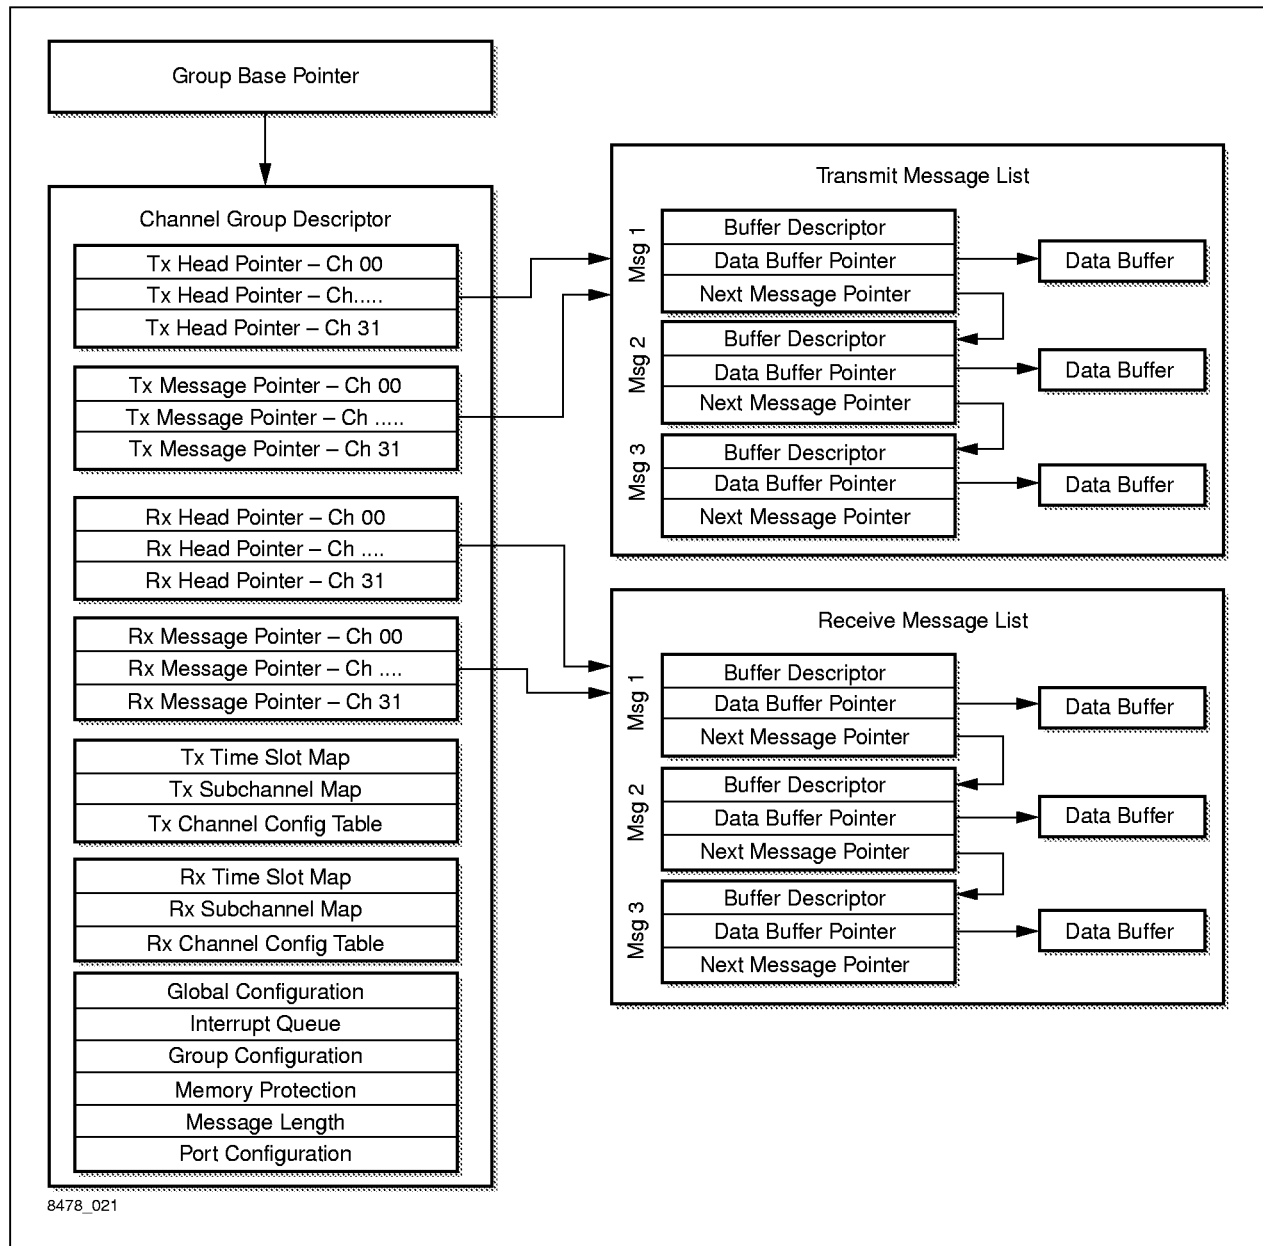 Group Base Pointer
Channel Group Descriptor
Tx Head Pointer – Ch 00
Tx Head Pointer – Ch.....
Tx Head Pointer – Ch 31
Tx Message Pointer – Ch 00
Tx Message Pointer – Ch .....
Tx Message Pointer – Ch 31
Rx Head Pointer – Ch 00
Rx Head Pointer – Ch ....
Rx Head Pointer – Ch 31
Rx Message Pointer – Ch 00
Rx Message Pointer – Ch ....
Rx Message Pointer – Ch 31
Tx Time Slot Map
Tx Subchannel Map
Tx Channel Config Table
Rx Time Slot Map
Rx Subchannel Map
Rx Channel Config Table
Global Configuration
Interrupt Queue
Group Configuration
Memory Protection
Message Length
Port Configuration
Transmit Message List
Msg 1
Buffer Descriptor
Data Buffer Pointer
Next Message Pointer
Data Buffer
Msg 2
Buffer Descriptor
Data Buffer Pointer
Next Message Pointer
Data Buffer
Msg 3
Buffer Descriptor
Data Buffer Pointer
Next Message Pointer
Data Buffer
Receive Message List
Msg 1
Buffer Descriptor
Data Buffer Pointer
Next Message Pointer
Data Buffer
Msg 2
Buffer Descriptor
Data Buffer Pointer
Next Message Pointer
Data Buffer
Msg 3
Buffer Descriptor
Data Buffer Pointer
Next Message Pointer
Data Buffer
8478_021